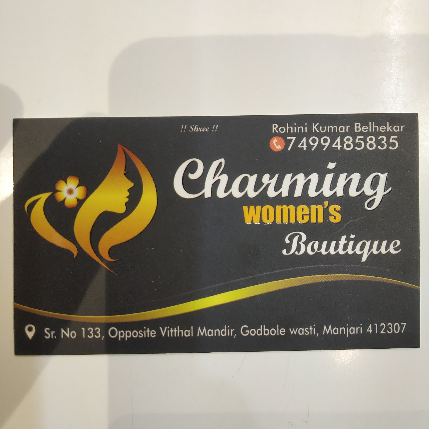 !! Shree !!
Rohini Kumar Belhekar
7499485835
Charming
women's
Boutique
Sr. No 133, Opposite Vitthal Mandir, Godbole wasti, Manjari 412307